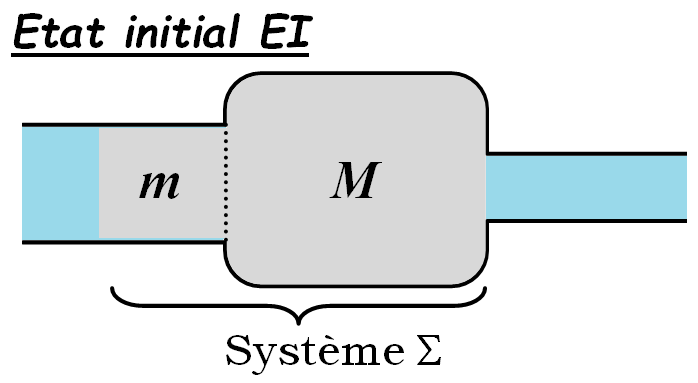 Etat initial EI
m
M
Système Σ